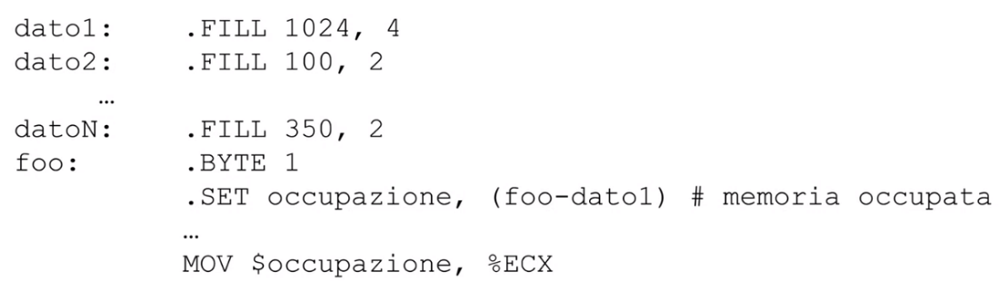 dato1: .FILL 1024, 4
dato2: .FILL 100, 2
…
datoN: .FILL 350, 2
foo: .BYTE 1
.SET occupazione, (foo-dato1) # memoria occupata
…
MOV $occupazione, %ECX